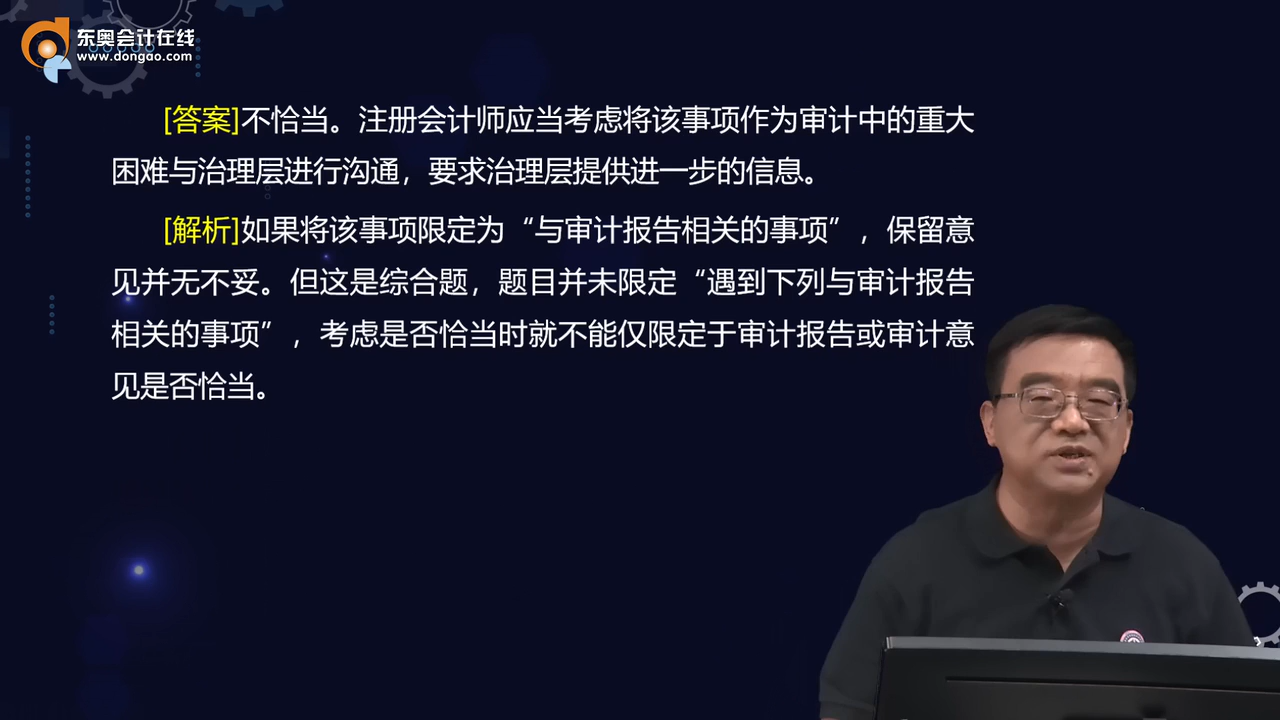 东奥会计在线
www.dongao.com
[答案]不恰当。注册会计师应当考虑将该事项作为审计中的重大
困难与治理层进行沟通，要求治理层提供进一步的信息。
[解析]如果将该事项限定为“与审计报告相关的事项”，保留意
见并无不妥。但这是综合题，题目并未限定“遇到下列与审计报告
相关的事项”，考虑是否恰当时就不能仅限定于审计报告或审计意
见是否恰当。